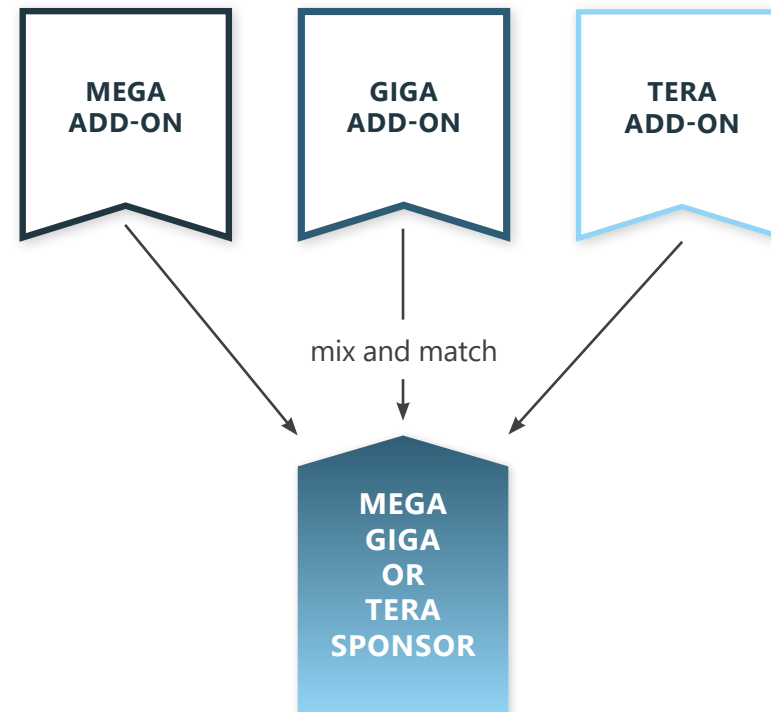 MEGA
ADD-ON
GIGA
ADD-ON
TERA
ADD-ON
mix and match
MEGA
GIGA
OR
TERA
SPONSOR